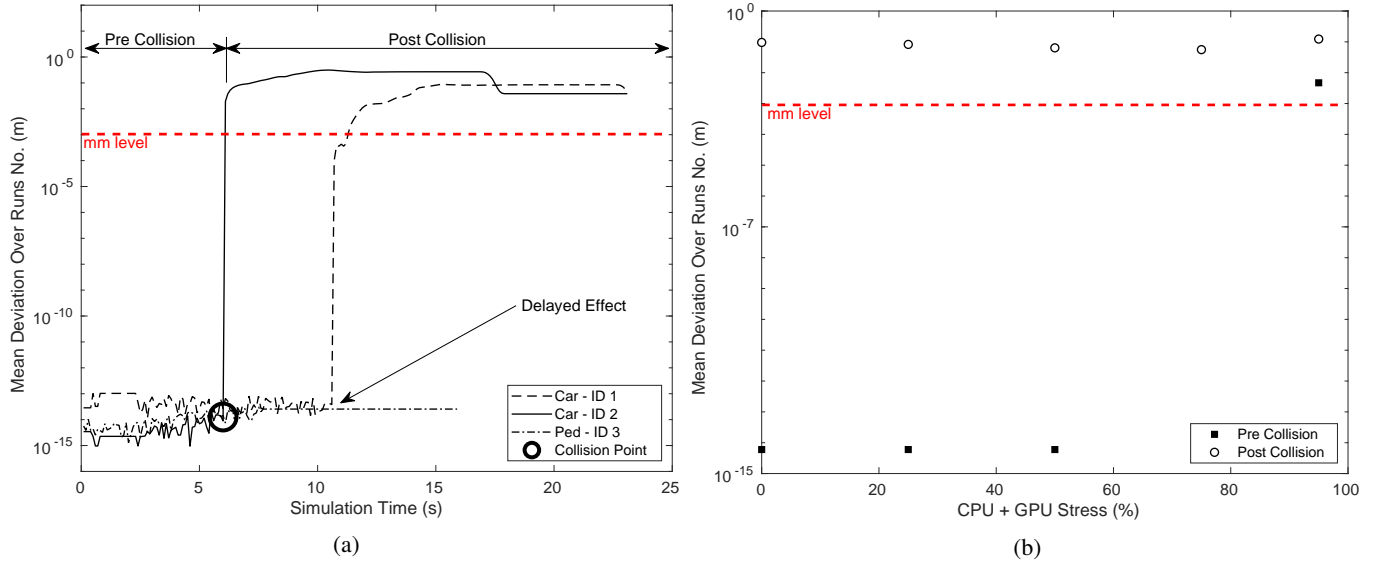 Pre Collision
Post Collision
10^0
mm level
10^-5
10^-10
10^-15
Mean Deviation Over Runs No. (m)
Delayed Effect
Car - ID 1
Car - ID 2
Ped - ID 3
Collision Point
0 5 10 15 20 25
Simulation Time (s)
(a)
10^0
mm level
10^-7
10^-15
Mean Deviation Over Runs No. (m)
Pre Collision
Post Collision
0 20 40 60 80 100
CPU + GPU Stress (%)
(b)